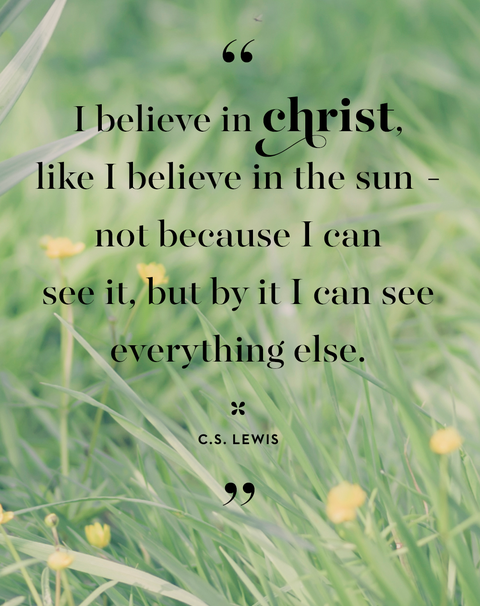 “
I believe in christ,
like I believe in the sun -
not because I can
see it, but by it I can see
everything else.
C.S. LEWIS
”